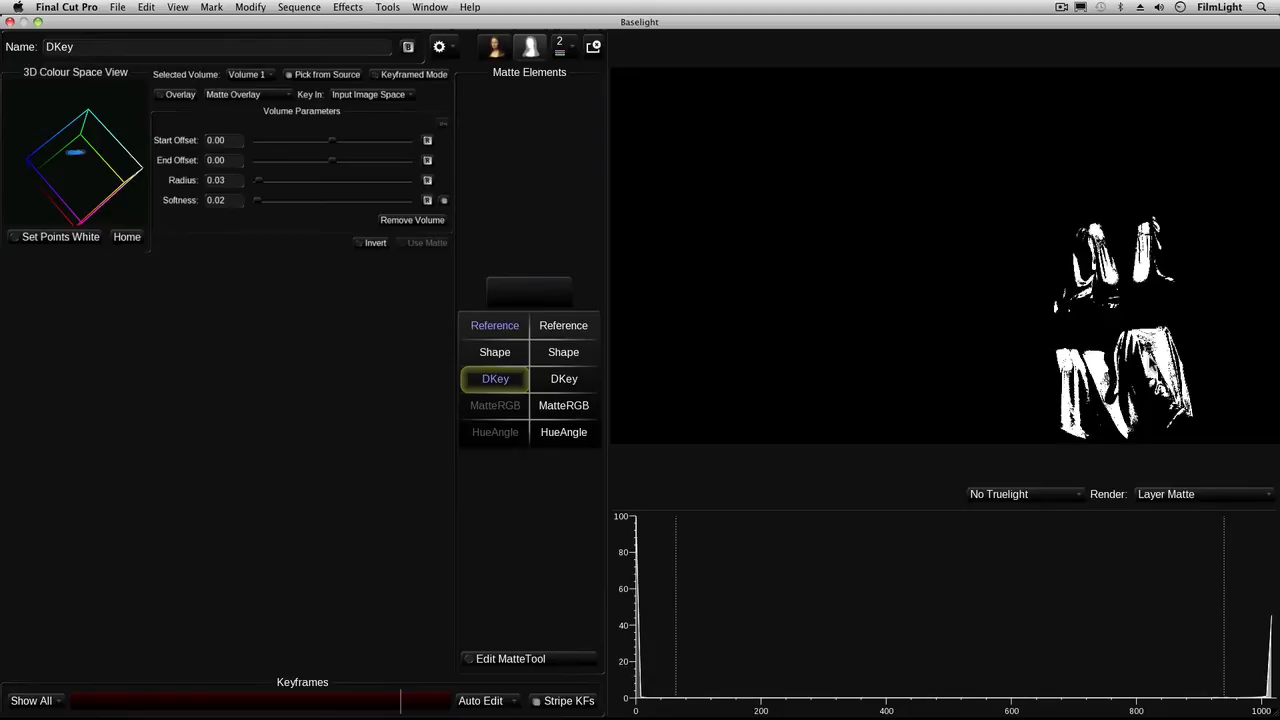 Final Cut Pro File Edit View Mark Modify Sequence Effects Tools Window Help FilmLight
Baselight
Name: DKey
2
3D Colour Space View
Selected Volume: Volume 1 Pick from Source Keyframed Mode
Overlay Matte Overlay Key In: Input Image Space
Volume Parameters
Start Offset: 0.00
End Offset: 0.00
Radius: 0.03
Softness: 0.02
Remove Volume
Set Points White Home
Invert Use Matte
Matte Elements
Reference Reference
Shape Shape
DKey DKey
MatteRGB MatteRGB
HueAngle HueAngle
Edit MatteTool
No Truelight Render: Layer Matte
100
80
60
40
20
0
0 200 400 600 800 1000
Keyframes
Show All Auto Edit Stripe KFs